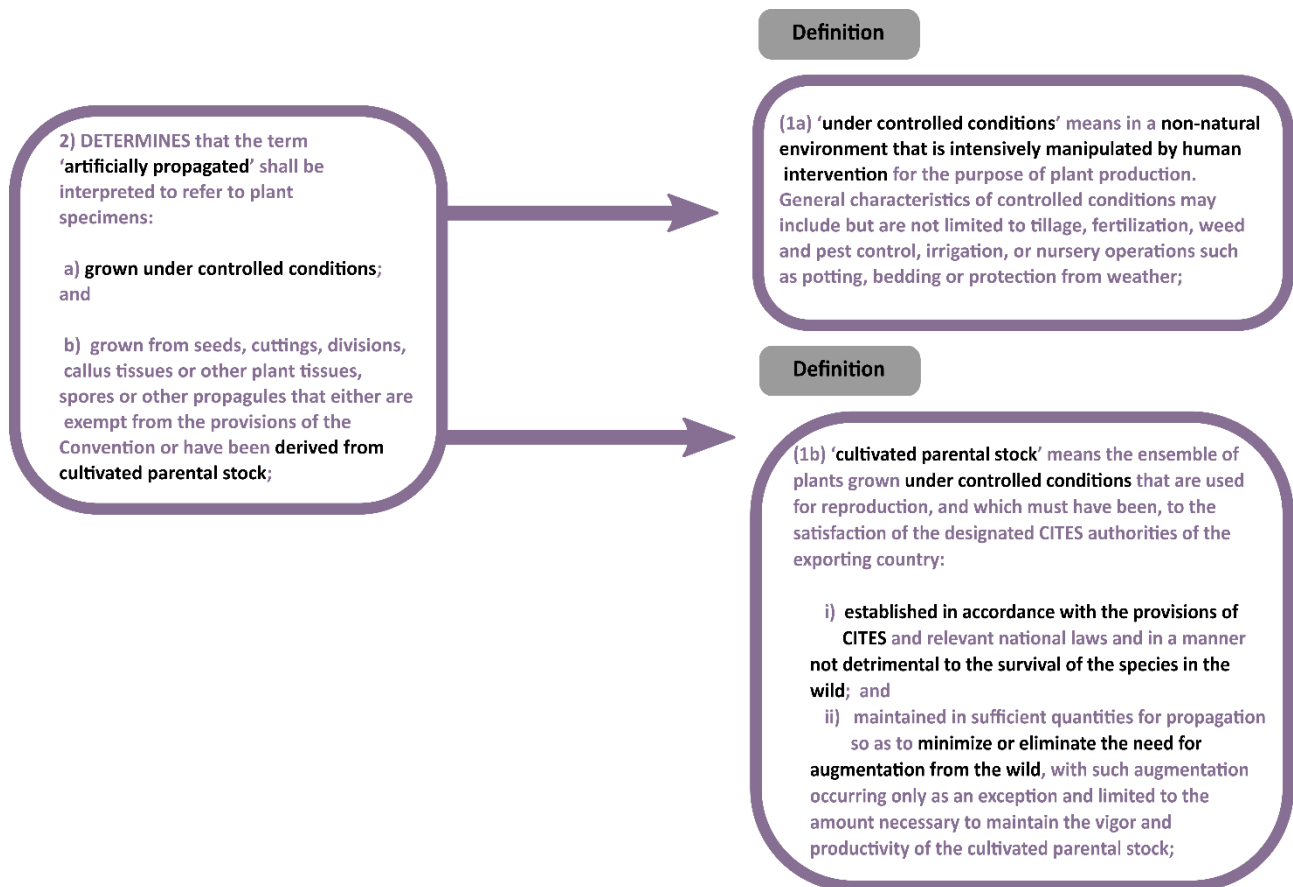 2) DETERMINES that the term
‘artificially propagated’ shall be
interpreted to refer to plant
specimens:
a) grown under controlled conditions;
and
b) grown from seeds, cuttings, divisions,
callus tissues or other plant tissues,
spores or other propagules that either are
exempt from the provisions of the
Convention or have been derived from
cultivated parental stock;
Definition
(1a) ‘under controlled conditions’ means in a non-natural
environment that is intensively manipulated by human
intervention for the purpose of plant production.
General characteristics of controlled conditions may
include but are not limited to tillage, fertilization, weed
and pest control, irrigation, or nursery operations such
as potting, bedding or protection from weather;
Definition
(1b) ‘cultivated parental stock’ means the ensemble of
plants grown under controlled conditions that are used
for reproduction, and which must have been, to the
satisfaction of the designated CITES authorities of the
exporting country:
i) established in accordance with the provisions of
CITES and relevant national laws and in a manner
not detrimental to the survival of the species in the
wild; and
ii) maintained in sufficient quantities for propagation
so as to minimize or eliminate the need for
augmentation from the wild, with such augmentation
occurring only as an exception and limited to the
amount necessary to maintain the vigor and
productivity of the cultivated parental stock;